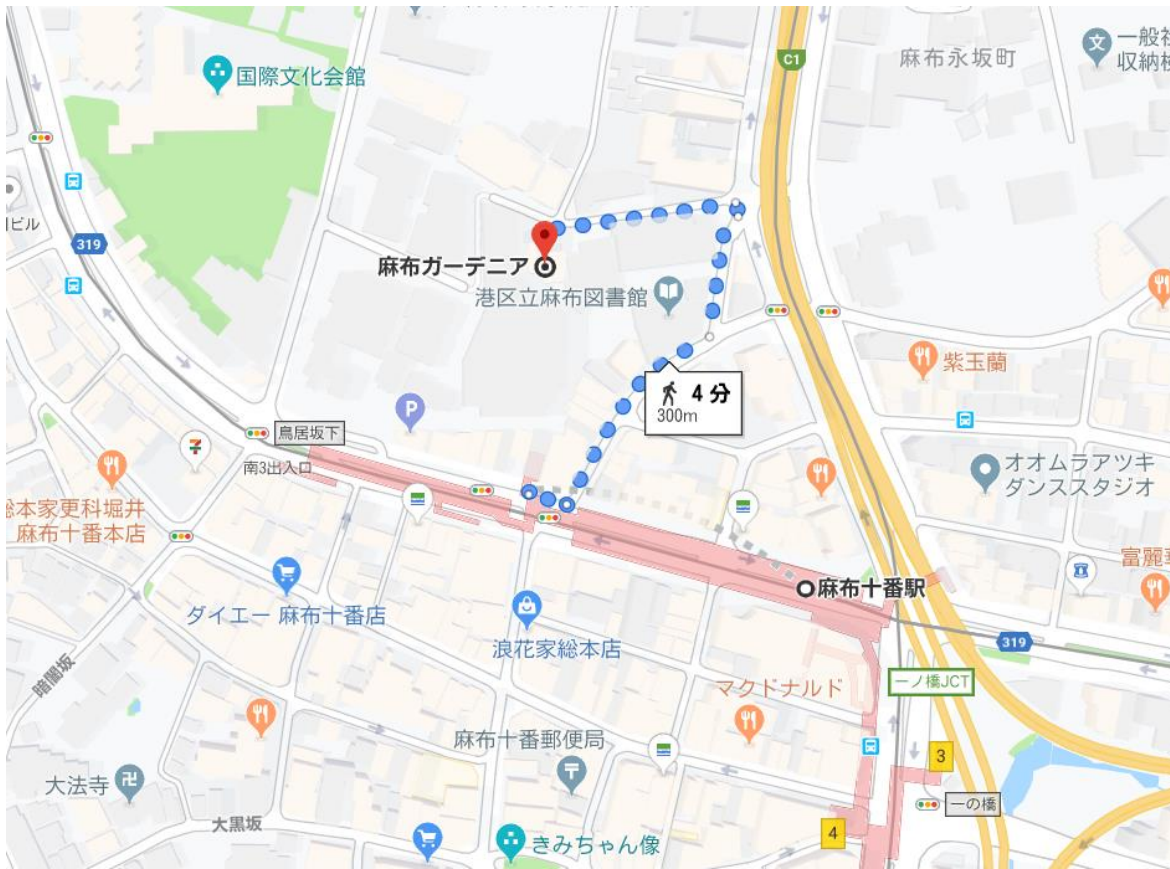 国際文化会館
C1
麻布永坂町
文
一般社
収納検
ビル
319
麻布ガーデニア
港区立麻布図書館
紫玉蘭
4 分
300m
P
鳥居坂下
南3出入口
7
オオムラアツキ
ダンススタジオ
総本家更科堀井
麻布十番本店
富麗華
麻布十番駅
ダイエー 麻布十番店
浪花家総本店
319
暗闇坂
一ノ橋JCT
マクドナルド
麻布十番郵便局
〒
3
大法寺
卍
一の橋
大黒坂
4
きみちゃん像